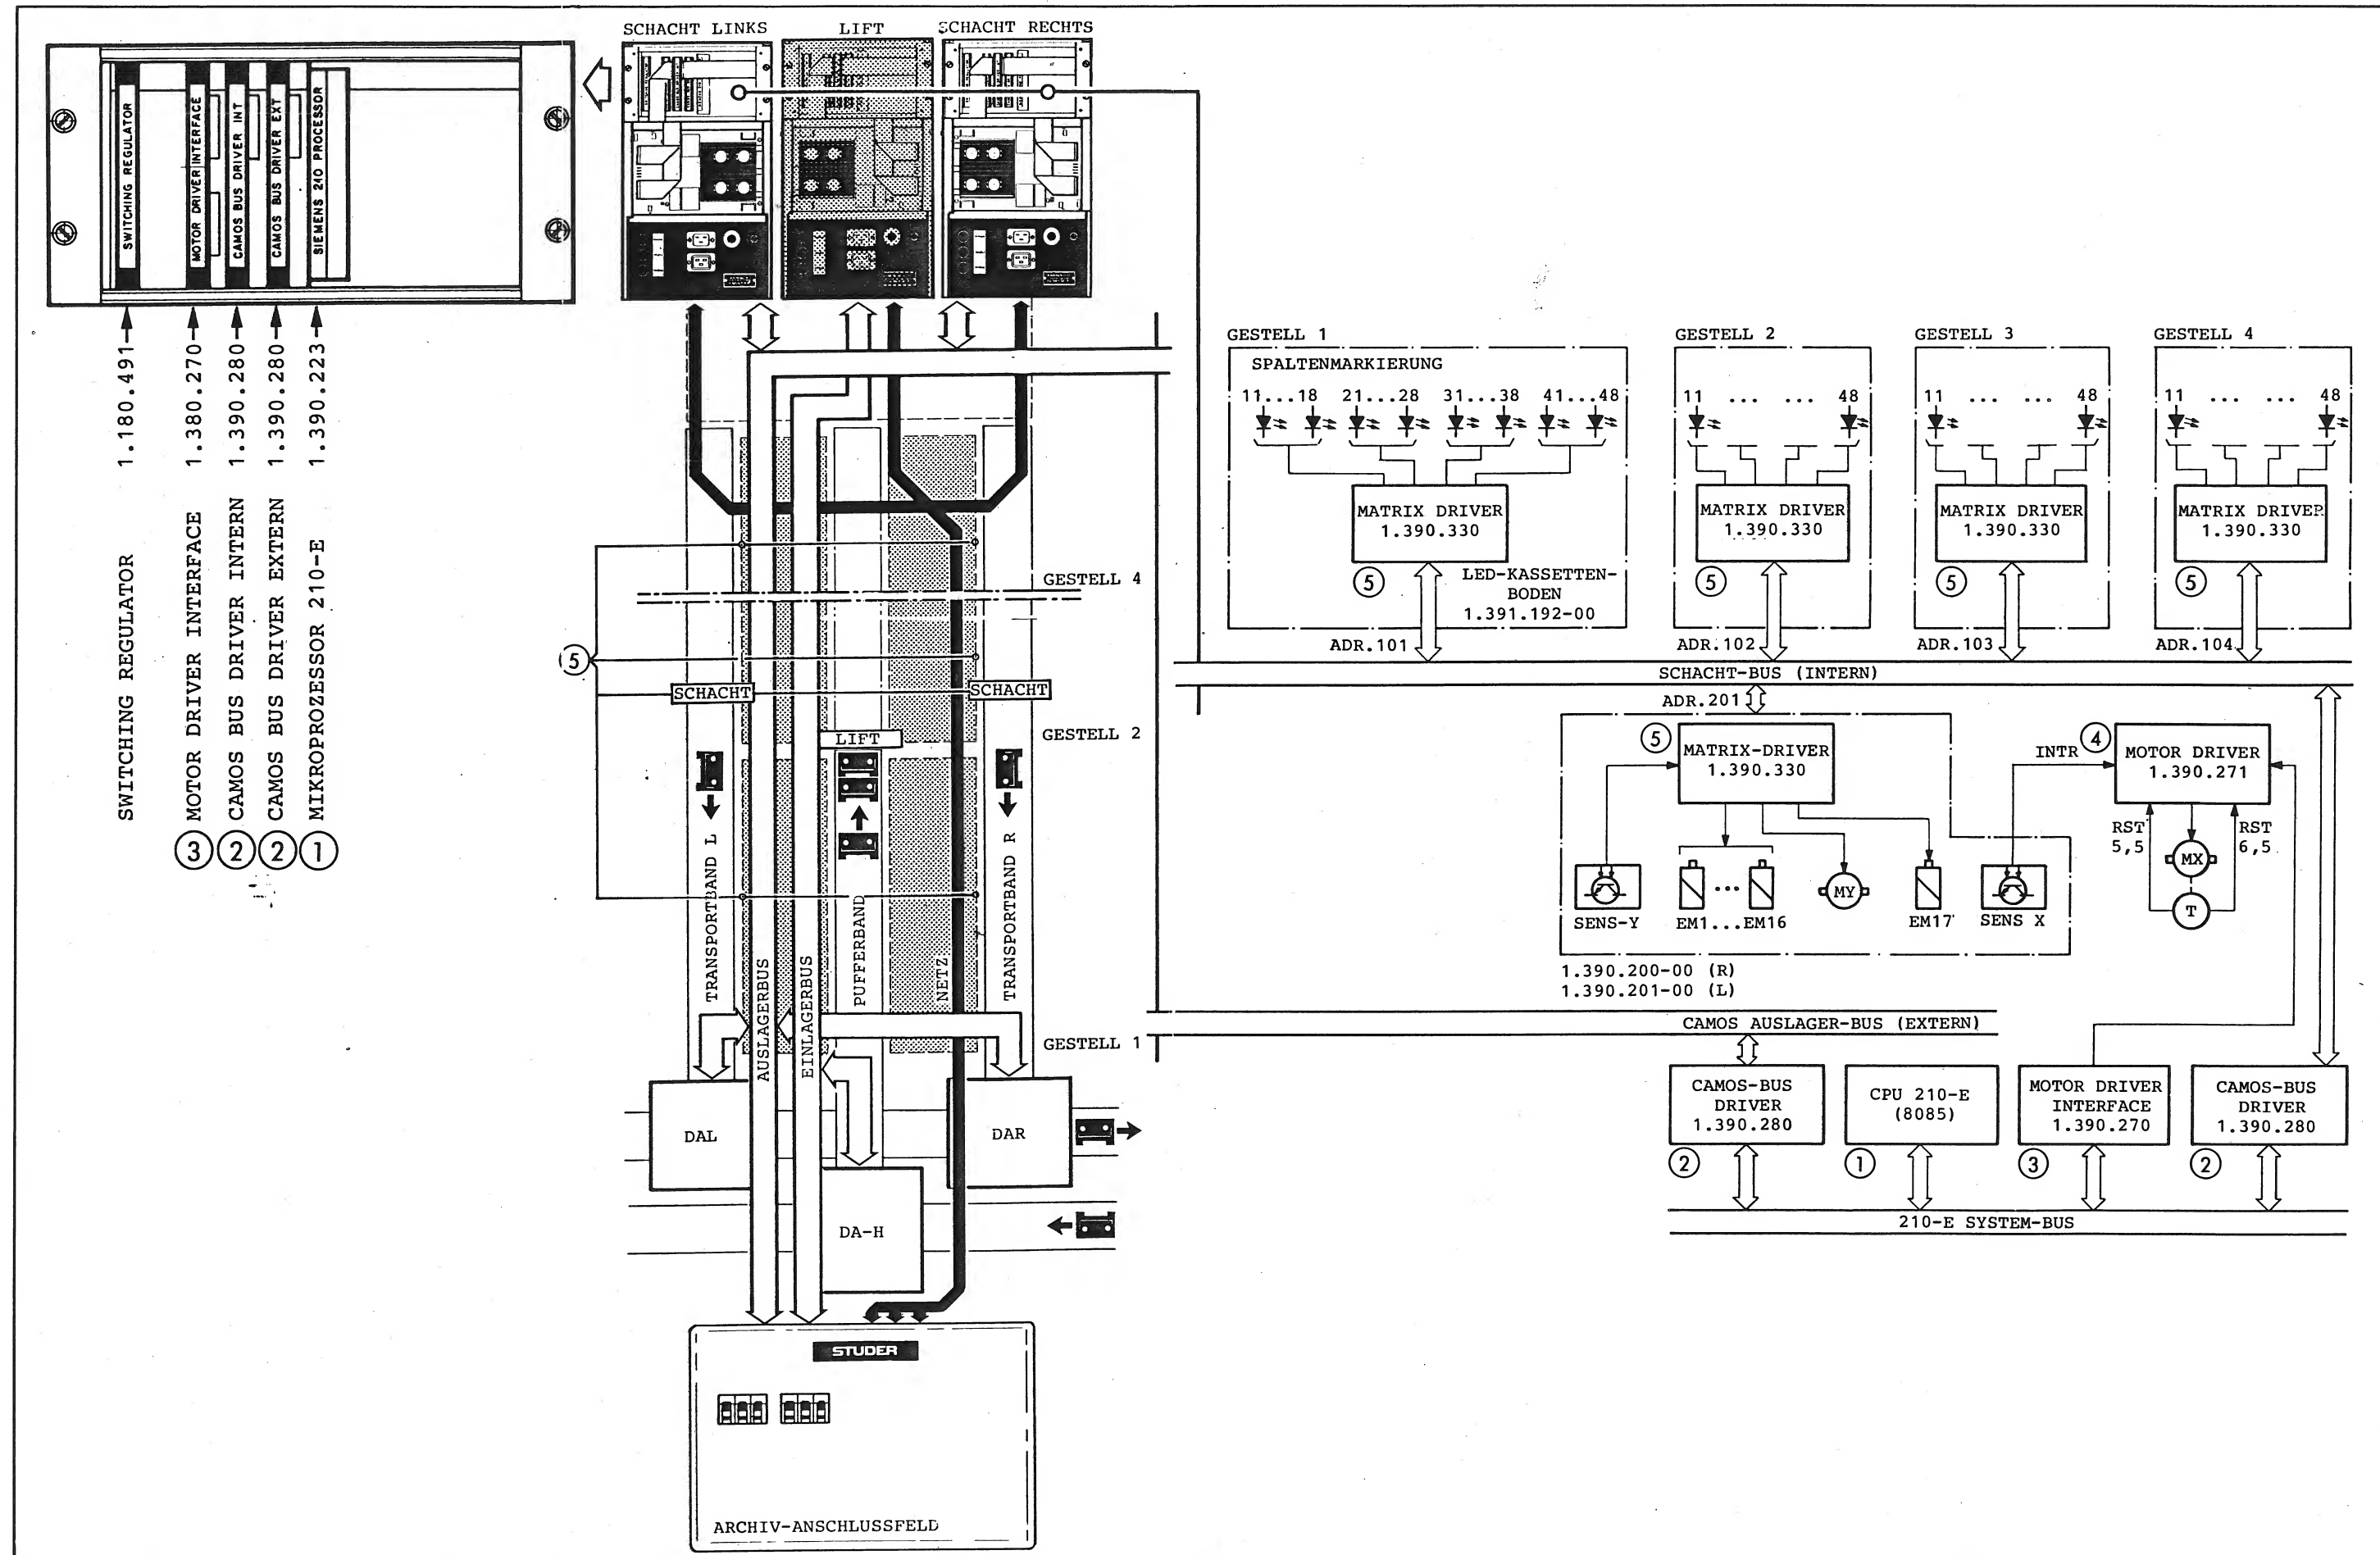 SCHACHT LINKS
LIFT
SCHACHT RECHTS
SWITCHING REGULATOR
MOTOR DRIVER INTERFACE
CAMOS BUS DRIVER INT
CAMOS BUS DRIVER EXT
SIEMENS 210 PROCESSOR
SWITCHING REGULATOR 1.180.491
3 MOTOR DRIVER INTERFACE 1.380.270
2 CAMOS BUS DRIVER INTERN 1.390.280
2 CAMOS BUS DRIVER EXTERN 1.390.280
1 MIKROPROZESSOR 210-E 1.390.223
GESTELL 4
5
SCHACHT
SCHACHT
LIFT
GESTELL 2
TRANSPORTBAND L
AUSLAGERBUS
EINLAGERBUS
PUFFERBAND
NETZ
TRANSPORTBAND R
GESTELL 1
DAL
DAR
DA-H
STUDER
ARCHIV-ANSCHLUSSFELD
GESTELL 1
SPALTENMARKIERUNG
11...18 21...28 31...38 41...48
MATRIX DRIVER
1.390.330
5
LED-KASSETTEN-
BODEN
1.391.192-00
ADR.101
GESTELL 2
11 ... ... 48
MATRIX DRIVER
1.390.330
5
ADR.102
GESTELL 3
11 ... ... 48
MATRIX DRIVER
1.390.330
5
ADR.103
GESTELL 4
11 ... ... 48
MATRIX DRIVER
1.390.330
5
ADR.104
SCHACHT-BUS (INTERN)
ADR.201
5
MATRIX-DRIVER
1.390.330
INTR
4
MOTOR DRIVER
1.390.271
RST
5,5
RST
6,5
MX
T
MY
SENS-Y
EM1...EM16
EM17
SENS X
1.390.200-00 (R)
1.390.201-00 (L)
CAMOS AUSLAGER-BUS (EXTERN)
CAMOS-BUS
DRIVER
1.390.280
2
CPU 210-E
(8085)
1
MOTOR DRIVER
INTERFACE
1.390.270
3
CAMOS-BUS
DRIVER
1.390.280
2
210-E SYSTEM-BUS